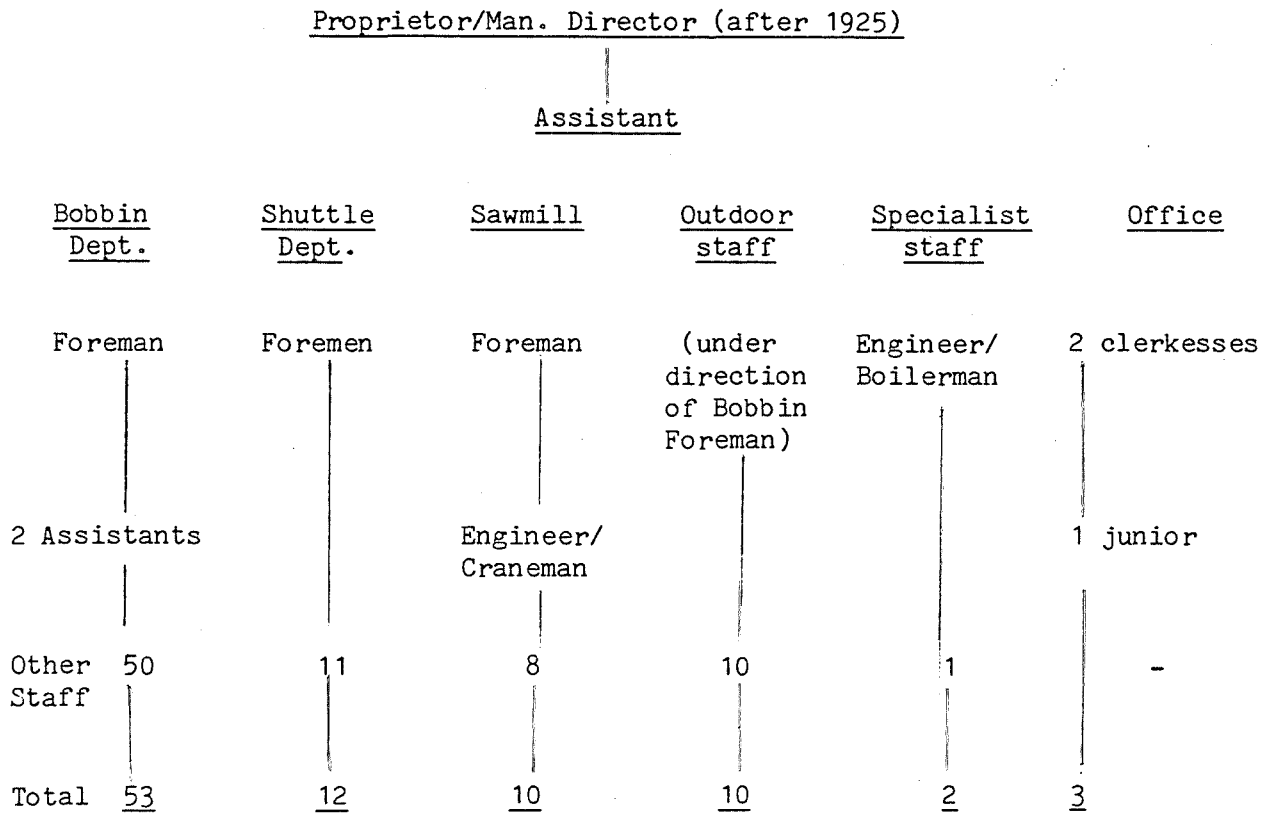 Proprietor/Man. Director (after 1925)
Assistant
Bobbin Shuttle Sawmill Outdoor Specialist Office
Dept. Dept. staff staff
Foreman Foremen Foreman (under Engineer/ 2 clerkesses
direction Boilerman
of Bobbin
Foreman)
2 Assistants Engineer/ 1 junior
Craneman
Other 50 11 8 10 1 -
Staff
Total 53 12 10 10 2 3